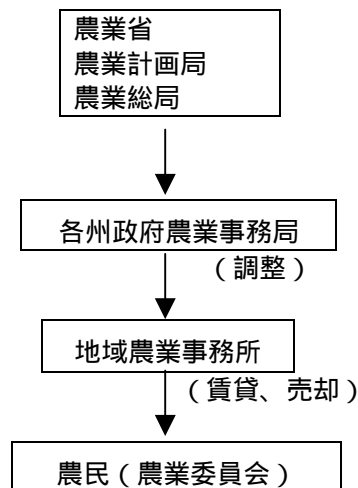 農業省
農業計画局
農業総局
各州政府農業事務局
（調整）
地域農業事務所
（賃貸、売却）
農民（農業委員会）